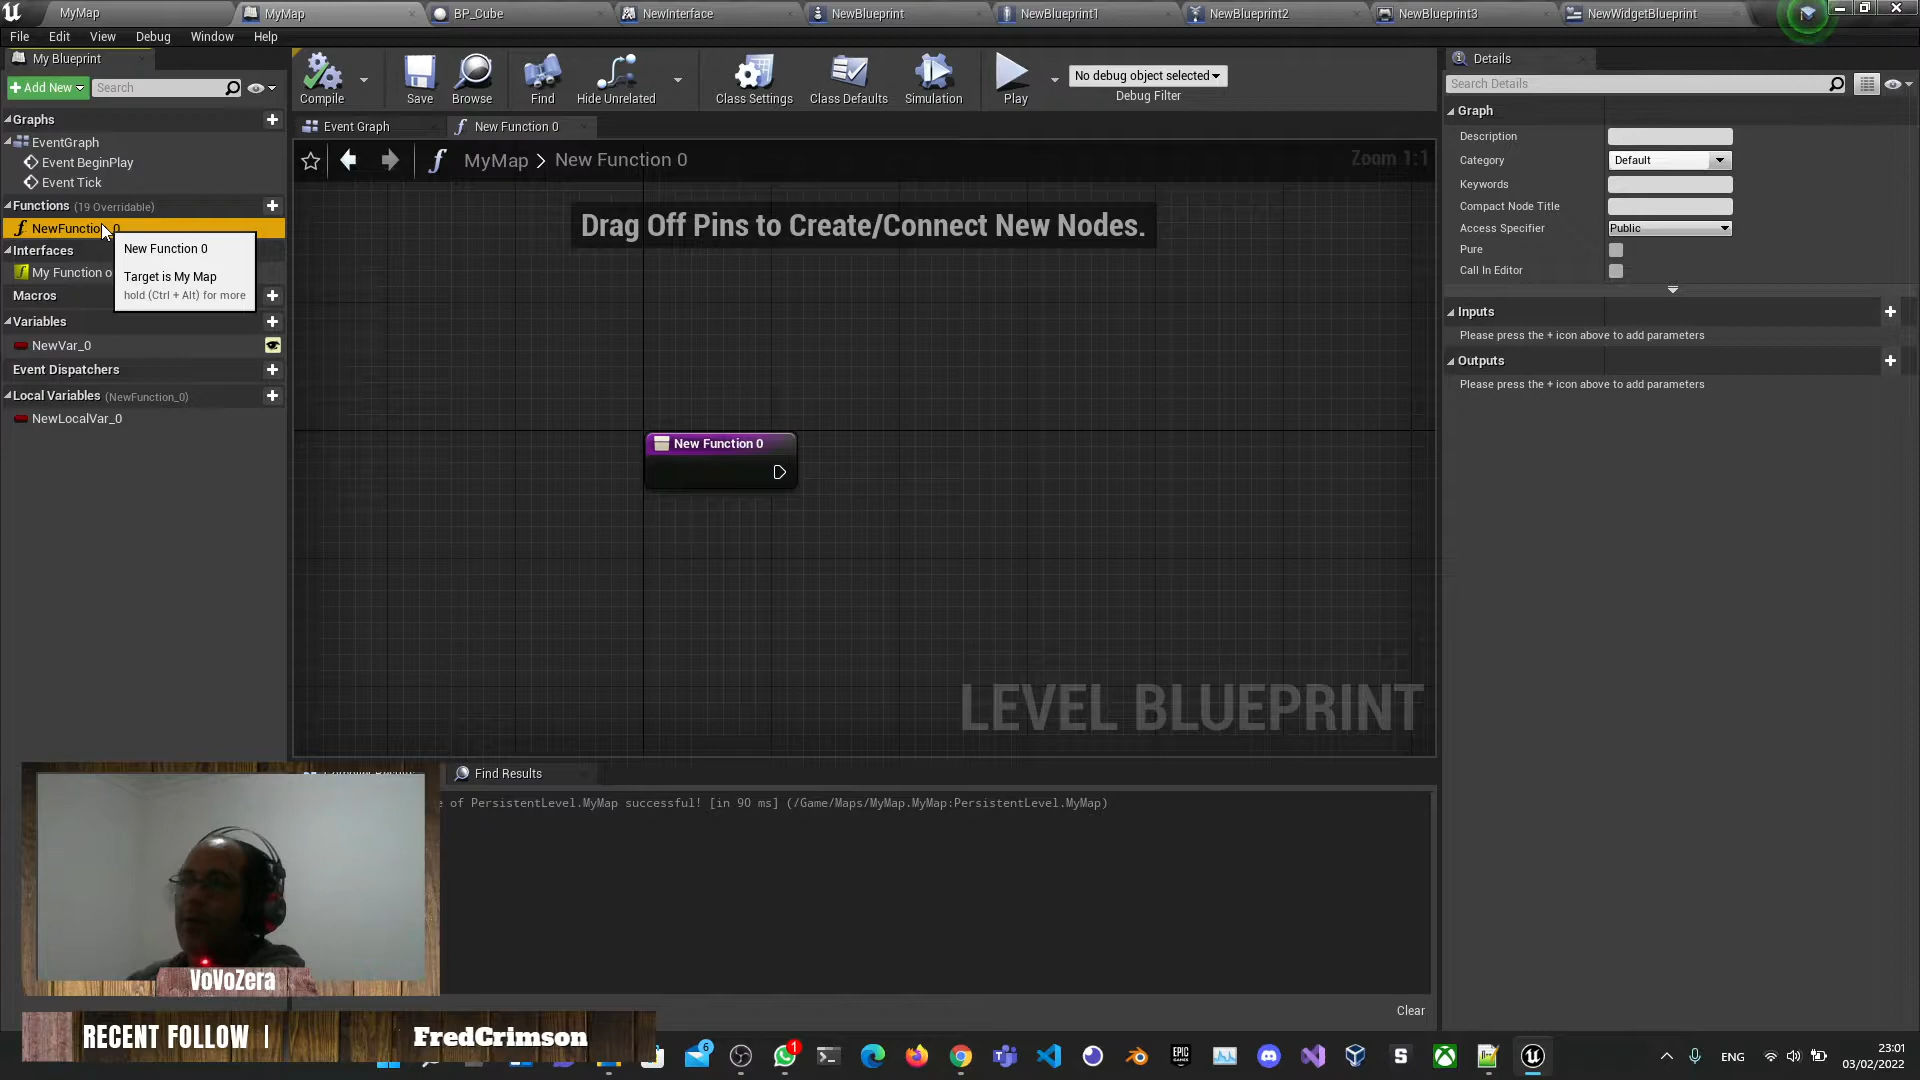 MyMap
MyMap
BP_Cube
NewInterface
NewBlueprint
NewBlueprint1
NewBlueprint2
NewBlueprint3
NewWidgetBlueprint
File Edit View Debug Window Help
My Blueprint
Add New
Search
Graphs
EventGraph
Event BeginPlay
Event Tick
Functions (19 Overridable)
NewFunction_0
New Function 0
Target is My Map
hold (Ctrl + Alt) for more
Interfaces
My Function o
Macros
Variables
NewVar_0
Event Dispatchers
Local Variables (NewFunction_0)
NewLocalVar_0
Compile
Save
Browse
Find
Hide Unrelated
Class Settings
Class Defaults
Simulation
Play
No debug object selected
Debug Filter
Event Graph
New Function 0
MyMap > New Function 0
Zoom 1:1
Drag Off Pins to Create/Connect New Nodes.
New Function 0
LEVEL BLUEPRINT
Find Results
e of PersistentLevel.MyMap successful! [in 90 ms] (/Game/Maps/MyMap.MyMap:PersistentLevel.MyMap)
Clear
Details
Search Details
Graph
Description
Category
Default
Keywords
Compact Node Title
Access Specifier
Public
Pure
Call In Editor
Inputs
Please press the + icon above to add parameters
Outputs
Please press the + icon above to add parameters
VoVoZera
RECENT FOLLOW |
FredCrimson
6
1
EPIC GAMES
ENG
23:01
03/02/2022